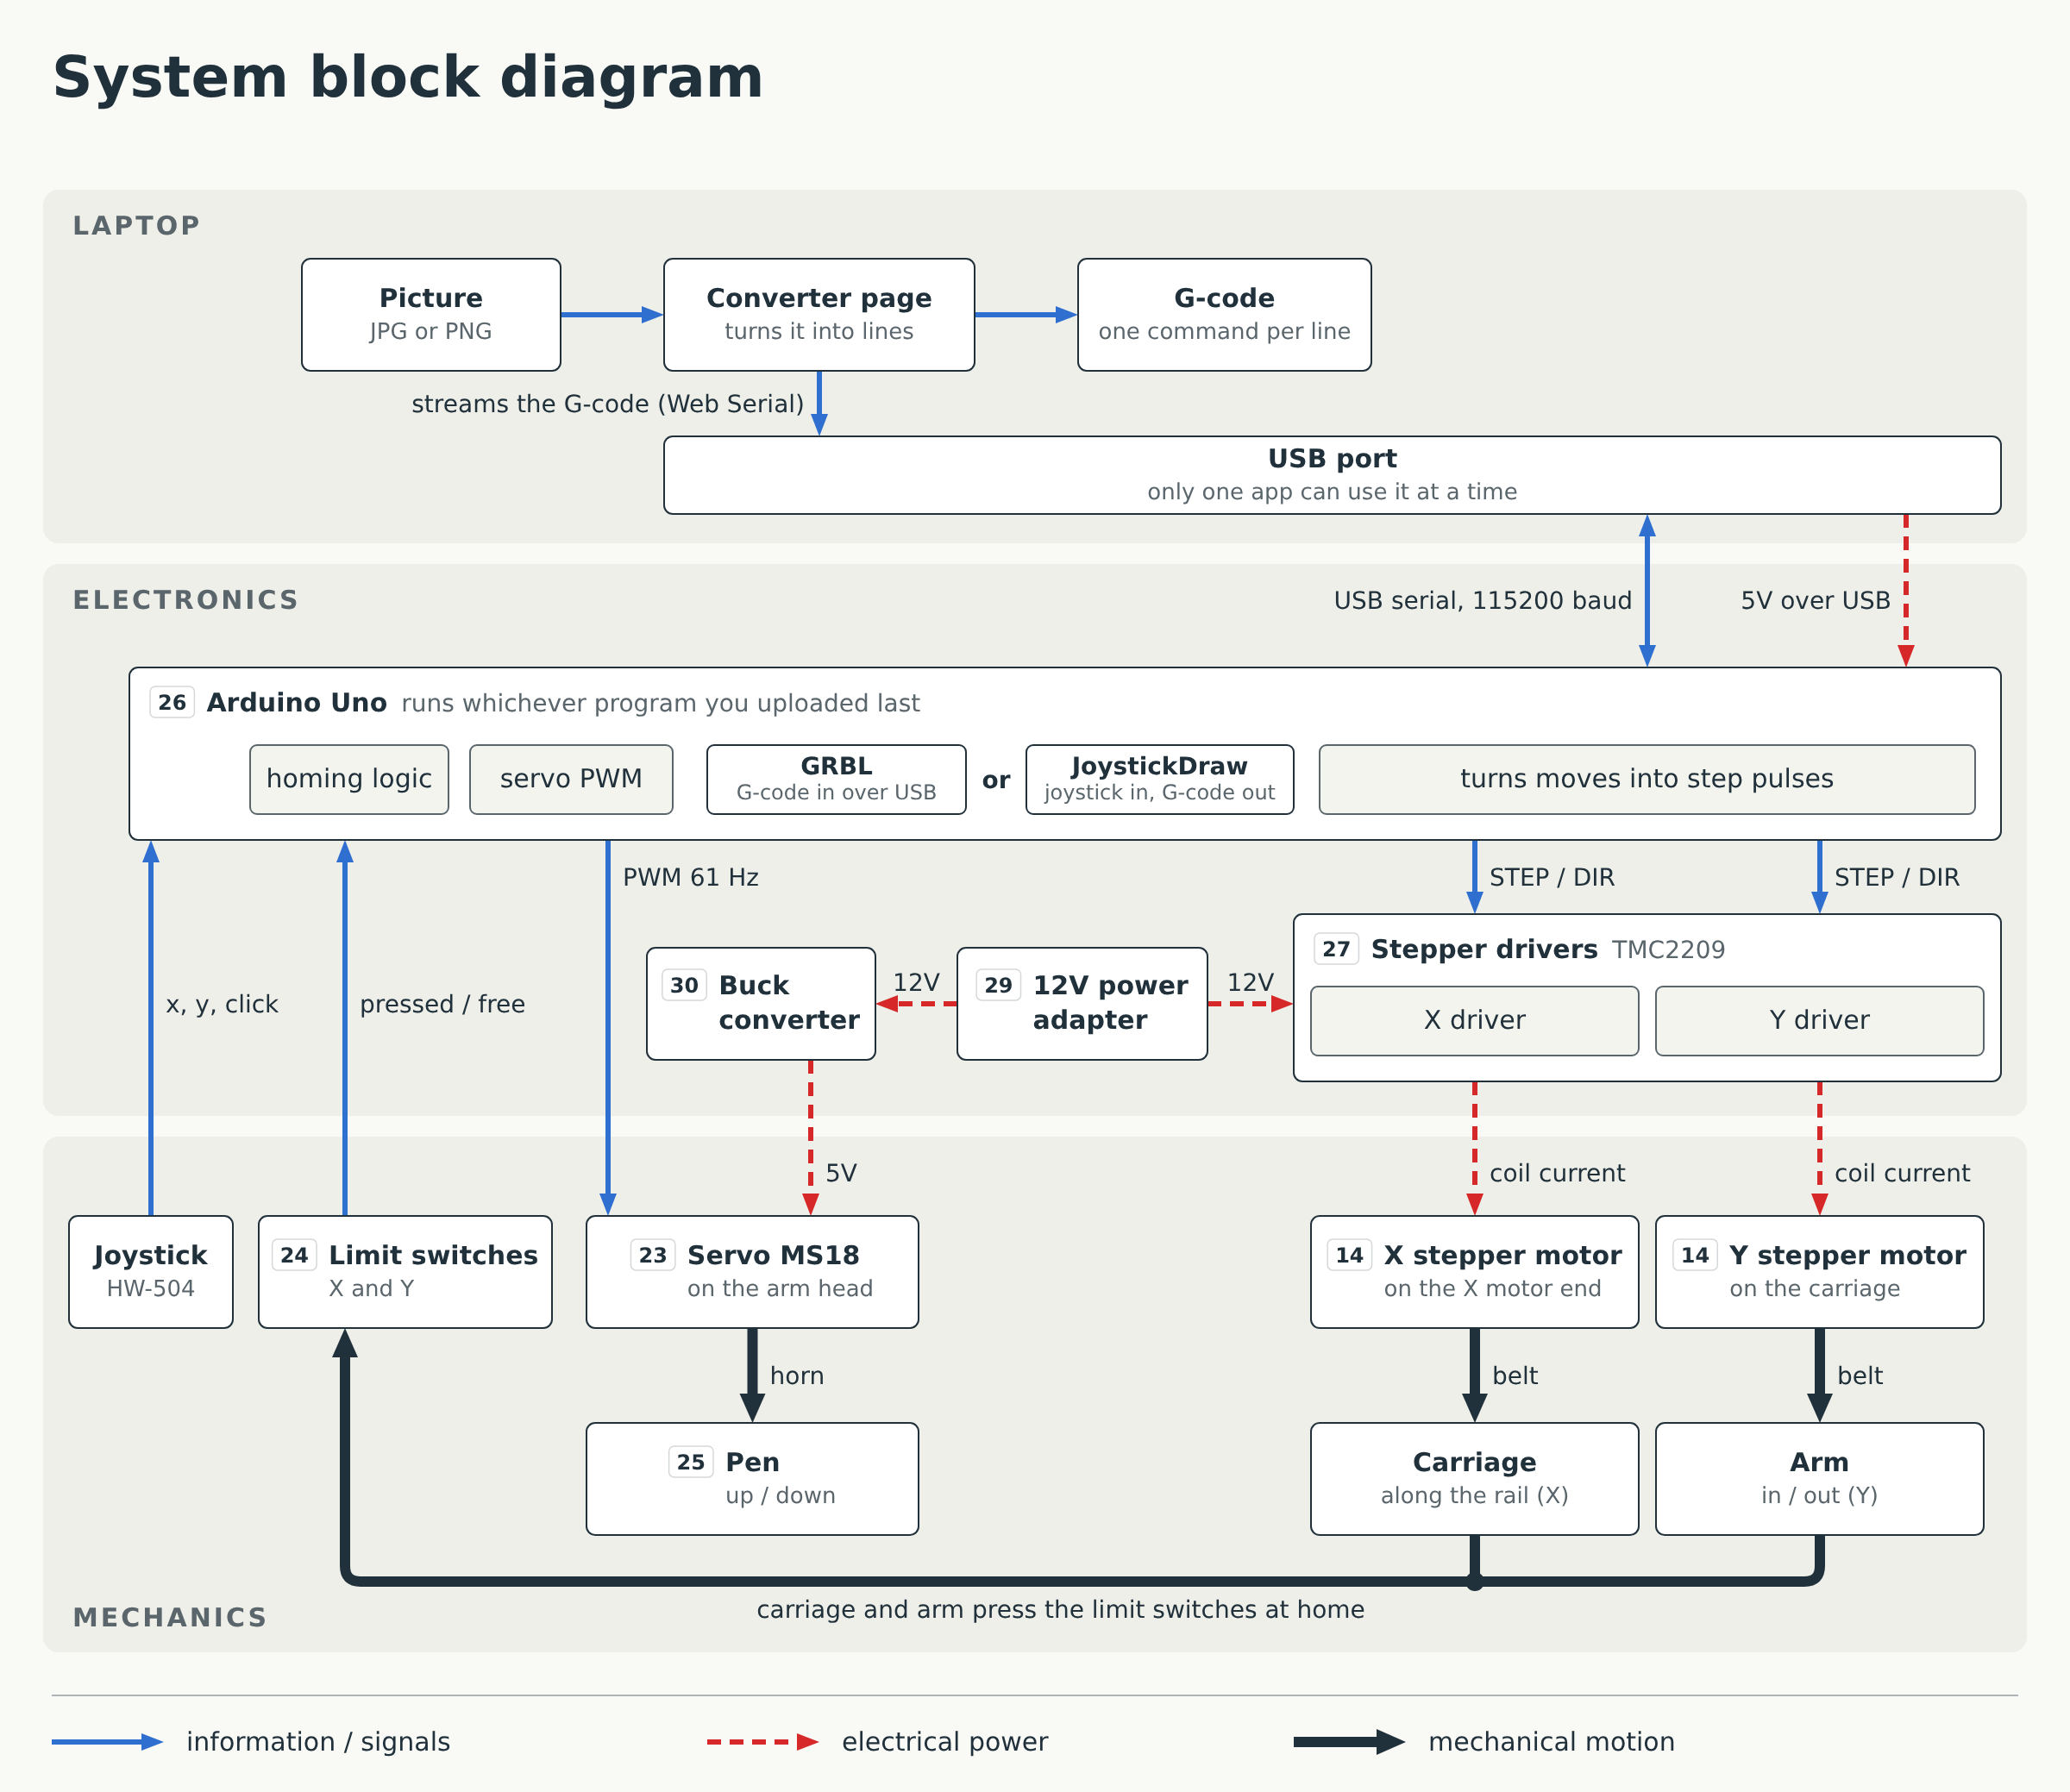 System block diagram
LAPTOP
Picture
JPG or PNG
Converter page
turns it into lines
G-code
one command per line
streams the G-code (Web Serial)
USB port
only one app can use it at a time
ELECTRONICS
USB serial, 115200 baud
5V over USB
26 Arduino Uno runs whichever program you uploaded last
homing logic
servo PWM
GRBL
G-code in over USB
or
JoystickDraw
joystick in, G-code out
turns moves into step pulses
PWM 61 Hz
STEP / DIR
STEP / DIR
x, y, click
pressed / free
30 Buck
converter
12V
29 12V power
adapter
12V
27 Stepper drivers TMC2209
X driver
Y driver
5V
coil current
coil current
Joystick
HW-504
24 Limit switches
X and Y
23 Servo MS18
on the arm head
14 X stepper motor
on the X motor end
14 Y stepper motor
on the carriage
horn
belt
belt
25 Pen
up / down
Carriage
along the rail (X)
Arm
in / out (Y)
carriage and arm press the limit switches at home
MECHANICS
information / signals
electrical power
mechanical motion